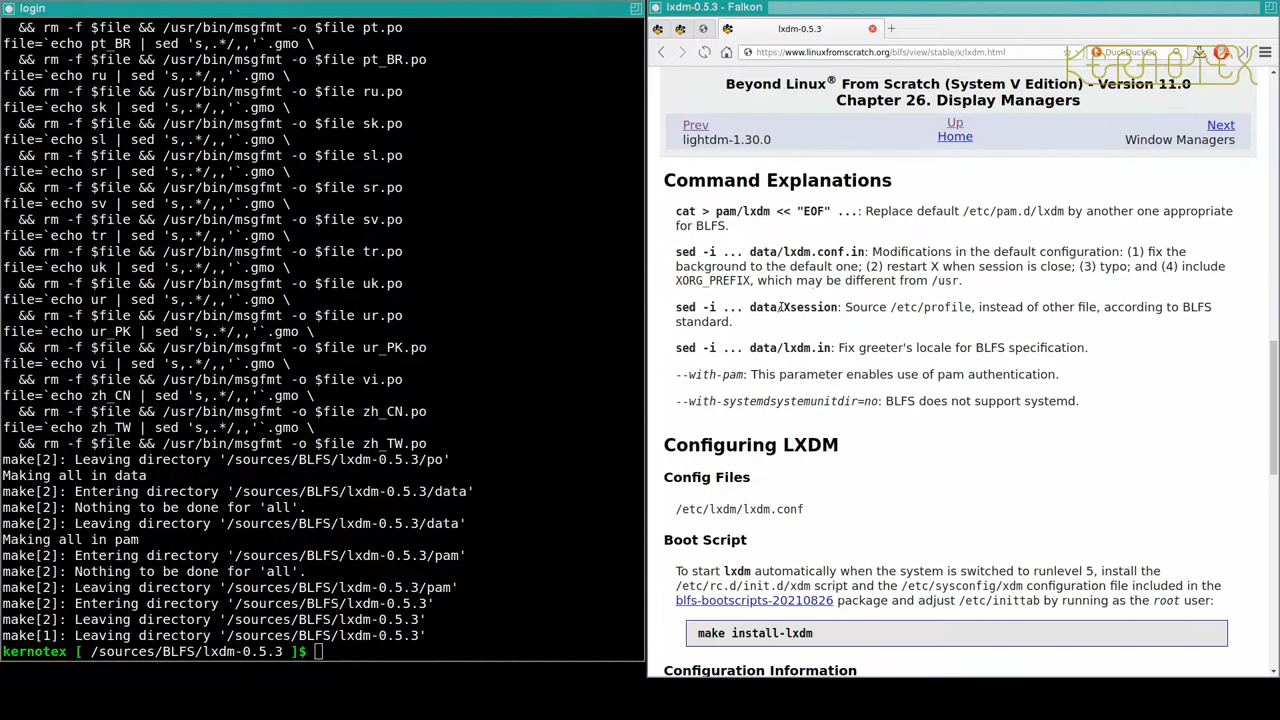 login
&& rm -f $file && /usr/bin/msgfmt -o $file pt.po
file=`echo pt_BR | sed 's,.*/,,'`.gmo \
&& rm -f $file && /usr/bin/msgfmt -o $file pt_BR.po
file=`echo ru | sed 's,.*/,,'`.gmo \
&& rm -f $file && /usr/bin/msgfmt -o $file ru.po
file=`echo sk | sed 's,.*/,,'`.gmo \
&& rm -f $file && /usr/bin/msgfmt -o $file sk.po
file=`echo sl | sed 's,.*/,,'`.gmo \
&& rm -f $file && /usr/bin/msgfmt -o $file sl.po
file=`echo sr | sed 's,.*/,,'`.gmo \
&& rm -f $file && /usr/bin/msgfmt -o $file sr.po
file=`echo sv | sed 's,.*/,,'`.gmo \
&& rm -f $file && /usr/bin/msgfmt -o $file sv.po
file=`echo tr | sed 's,.*/,,'`.gmo \
&& rm -f $file && /usr/bin/msgfmt -o $file tr.po
file=`echo uk | sed 's,.*/,,'`.gmo \
&& rm -f $file && /usr/bin/msgfmt -o $file uk.po
file=`echo ur | sed 's,.*/,,'`.gmo \
&& rm -f $file && /usr/bin/msgfmt -o $file ur.po
file=`echo ur_PK | sed 's,.*/,,'`.gmo \
&& rm -f $file && /usr/bin/msgfmt -o $file ur_PK.po
file=`echo vi | sed 's,.*/,,'`.gmo \
&& rm -f $file && /usr/bin/msgfmt -o $file vi.po
file=`echo zh_CN | sed 's,.*/,,'`.gmo \
&& rm -f $file && /usr/bin/msgfmt -o $file zh_CN.po
file=`echo zh_TW | sed 's,.*/,,'`.gmo \
&& rm -f $file && /usr/bin/msgfmt -o $file zh_TW.po
make[2]: Leaving directory '/sources/BLFS/lxdm-0.5.3/po'
Making all in data
make[2]: Entering directory '/sources/BLFS/lxdm-0.5.3/data'
make[2]: Nothing to be done for 'all'.
make[2]: Leaving directory '/sources/BLFS/lxdm-0.5.3/data'
Making all in pam
make[2]: Entering directory '/sources/BLFS/lxdm-0.5.3/pam'
make[2]: Nothing to be done for 'all'.
make[2]: Leaving directory '/sources/BLFS/lxdm-0.5.3/pam'
make[2]: Entering directory '/sources/BLFS/lxdm-0.5.3'
make[2]: Leaving directory '/sources/BLFS/lxdm-0.5.3'
make[1]: Leaving directory '/sources/BLFS/lxdm-0.5.3'
kernotex [ /sources/BLFS/lxdm-0.5.3 ]$
lxdm-0.5.3 - Falkon
lxdm-0.5.3
https://www.linuxfromscratch.org/blfs/view/stable/x/lxdm.html
DuckDuckGo
KERNOTEX
Beyond Linux® From Scratch (System V Edition) - Version 11.0
Chapter 26. Display Managers
Prev Up Next
lightdm-1.30.0 Home Window Managers
Command Explanations
cat > pam/lxdm << "EOF" ...: Replace default /etc/pam.d/lxdm by another one appropriate
for BLFS.
sed -i ... data/lxdm.conf.in: Modifications in the default configuration: (1) fix the
background to the default one; (2) restart X when session is close; (3) typo; and (4) include
XORG_PREFIX, which may be different from /usr.
sed -i ... data/Xsession: Source /etc/profile, instead of other file, according to BLFS
standard.
sed -i ... data/lxdm.in: Fix greeter's locale for BLFS specification.
--with-pam: This parameter enables use of pam authentication.
--with-systemdsystemunitdir=no: BLFS does not support systemd.
Configuring LXDM
Config Files
/etc/lxdm/lxdm.conf
Boot Script
To start lxdm automatically when the system is switched to runlevel 5, install the
/etc/rc.d/init.d/xdm script and the /etc/sysconfig/xdm configuration file included in the
blfs-bootscripts-20210826 package and adjust /etc/inittab by running as the root user:
make install-lxdm
Configuration Information